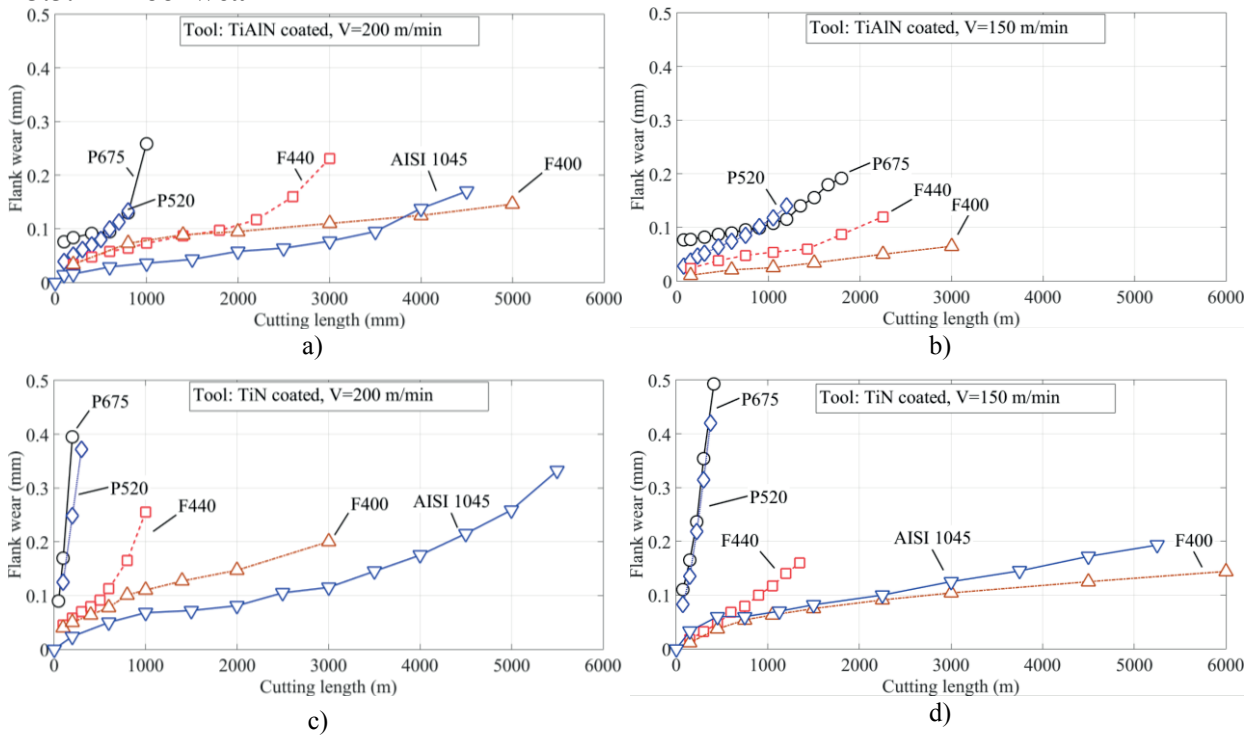 0.5
Tool: TiAlN coated, V=200 m/min
0.4
0.3
Flank wear (mm)
P675
F440
AISI 1045
F400
0.2
P520
0.1
0
0 1000 2000 3000 4000 5000 6000
Cutting length (mm)
a)
0.5
Tool: TiAlN coated, V=150 m/min
0.4
0.3
Flank wear (mm)
P675
P520
F440
0.2
F400
0.1
0
0 1000 2000 3000 4000 5000 6000
Cutting length (m)
b)
0.5
Tool: TiN coated, V=200 m/min
P675
0.4
0.3
Flank wear (mm)
P520
F440
F400
AISI 1045
0.2
0.1
0
0 1000 2000 3000 4000 5000 6000
Cutting length (m)
c)
0.5
Tool: TiN coated, V=150 m/min
P675
0.4
0.3
Flank wear (mm)
P520
F440
AISI 1045
F400
0.2
0.1
0
0 1000 2000 3000 4000 5000 6000
Cutting length (m)
d)